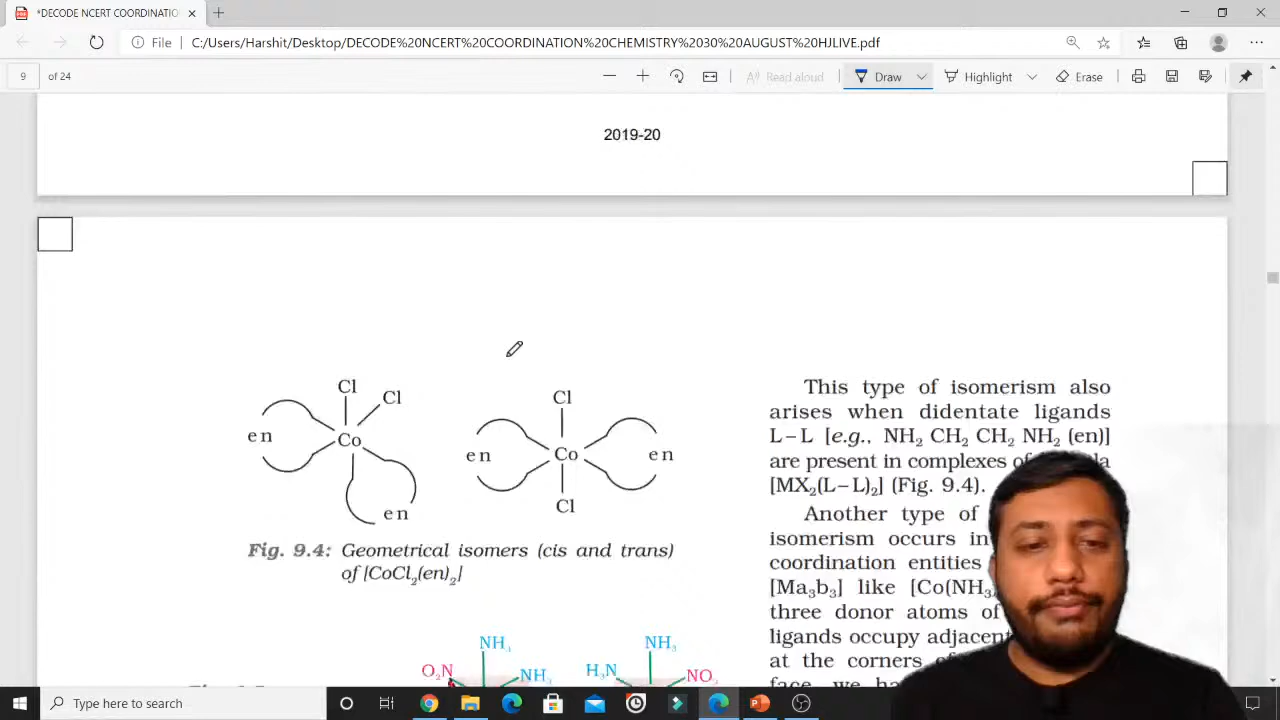 *DECODE NCERT COORDINATIO
File C:/Users/Harshit/Desktop/DECODE%20NCERT%20COORDINATION%20CHEMISTRY%2030%20AUGUST%20HJLIVE.pdf
9 of 24
Read aloud Draw Highlight Erase
2019-20
Cl
Cl
en Co
en
Cl
en Co en
Cl
Fig. 9.4: Geometrical isomers (cis and trans)
of [CoCl₂(en)₂]
This type of isomerism also
arises when didentate ligands
L–L [e.g., NH₂ CH₂ CH₂ NH₂ (en)]
are present in complexes of
[MX₂(L–L)₂] (Fig. 9.4).
Another type of
isomerism occurs in
coordination entities
[Ma₃b₃] like [Co(NH₃
three donor atoms of
ligands occupy adjacent
at the corners of
face, we ha
O₂N NH₃
NH₃
H₃N NH₃ NO₂
Type here to search